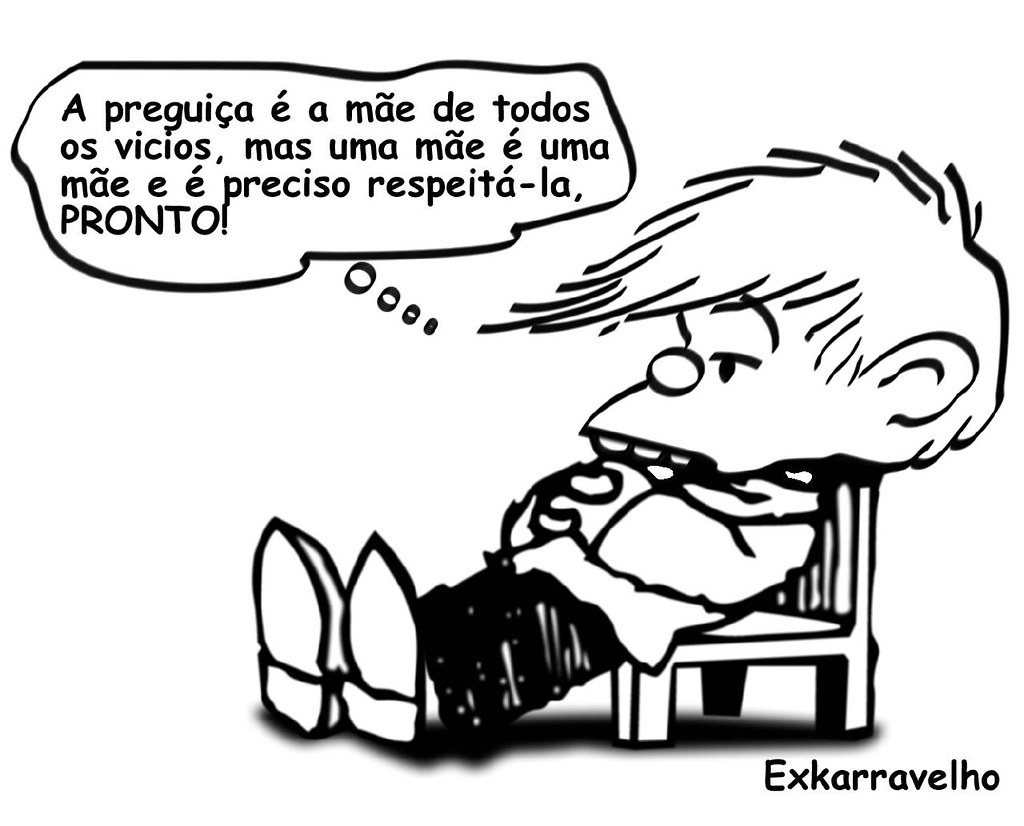 A preguiça é a mãe de todos
os vicios, mas uma mãe é uma
mãe e é preciso respeitá-la,
PRONTO!
Exkarravelho